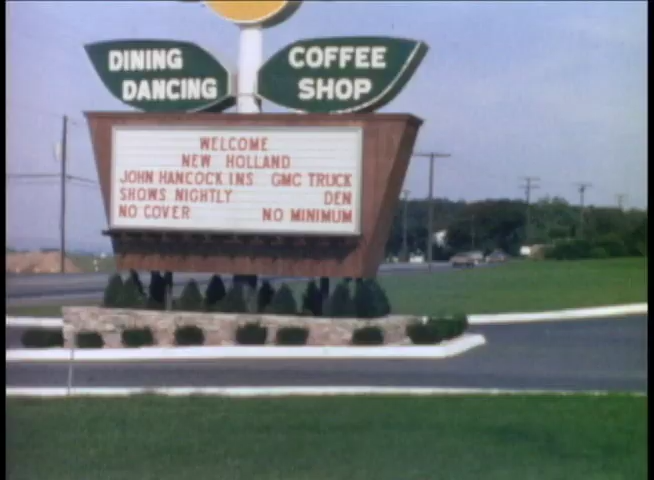 DINING DANCING
COFFEE SHOP
WELCOME
NEW HOLLAND
JOHN HANCOCK INS GMC TRUCK
SHOWS NIGHTLY DEN
NO COVER NO MINIMUM